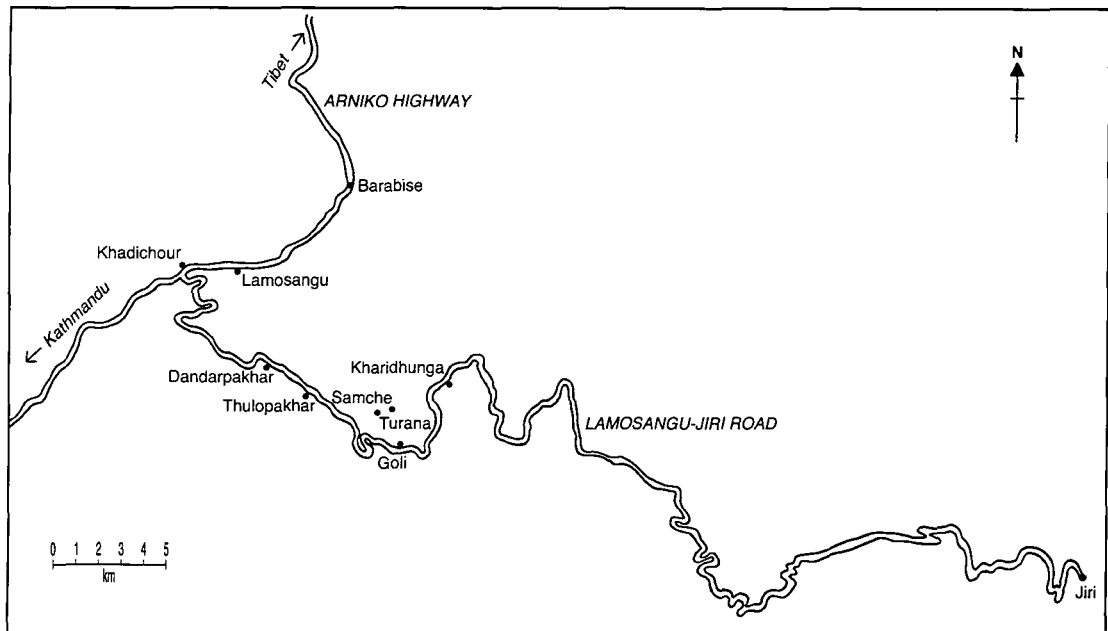 Tibet
N
ARNIKO HIGHWAY
Barabise
Khadichour
Lamosangu
Kathmandu
Kharidhunga
Dandarpakhar
Samche
Thulopakhar
Turana
LAMOSANGU-JIRI ROAD
Goli
0 1 2 3 4 5
km
Jiri